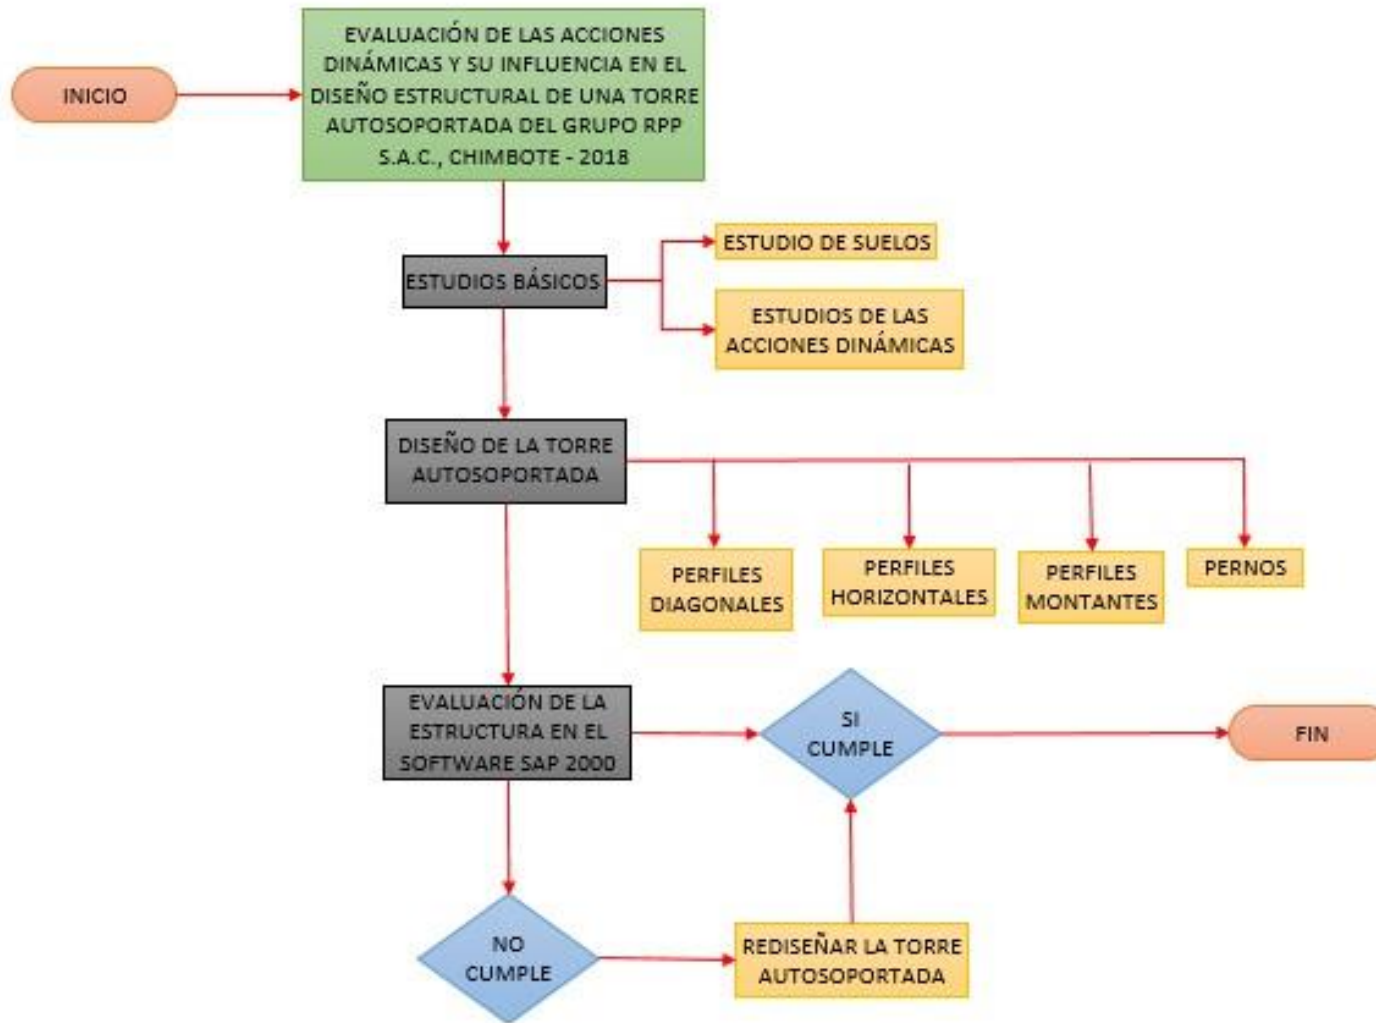 INICIO
EVALUACIÓN DE LAS ACCIONES
DINÁMICAS Y SU INFLUENCIA EN EL
DISEÑO ESTRUCTURAL DE UNA TORRE
AUTOSOPORTADA DEL GRUPO RPP
S.A.C., CHIMBOTE - 2018
ESTUDIOS BÁSICOS
ESTUDIO DE SUELOS
ESTUDIOS DE LAS
ACCIONES DINÁMICAS
DISEÑO DE LA TORRE
AUTOSOPORTADA
PERFILES
DIAGONALES
PERFILES
HORIZONTALES
PERFILES
MONTANTES
PERNOS
EVALUACIÓN DE LA
ESTRUCTURA EN EL
SOFTWARE SAP 2000
SI
CUMPLE
FIN
NO
CUMPLE
REDISEÑAR LA TORRE
AUTOSOPORTADA